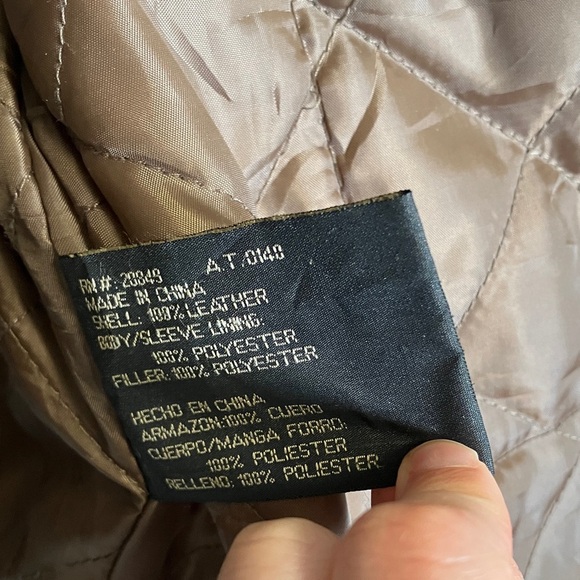 RN#: 20849 A.T.:0140
MADE IN CHINA
SHELL: 100% LEATHER
BODY/SLEEVE LINING:
100% POLYESTER
FILLER: 100% POLYESTER
HECHO EN CHINA
ARMAZON:100% CUERO
CUERPO/MANGA FORRO:
100% POLIESTER
RELLENO: 100% POLIESTER